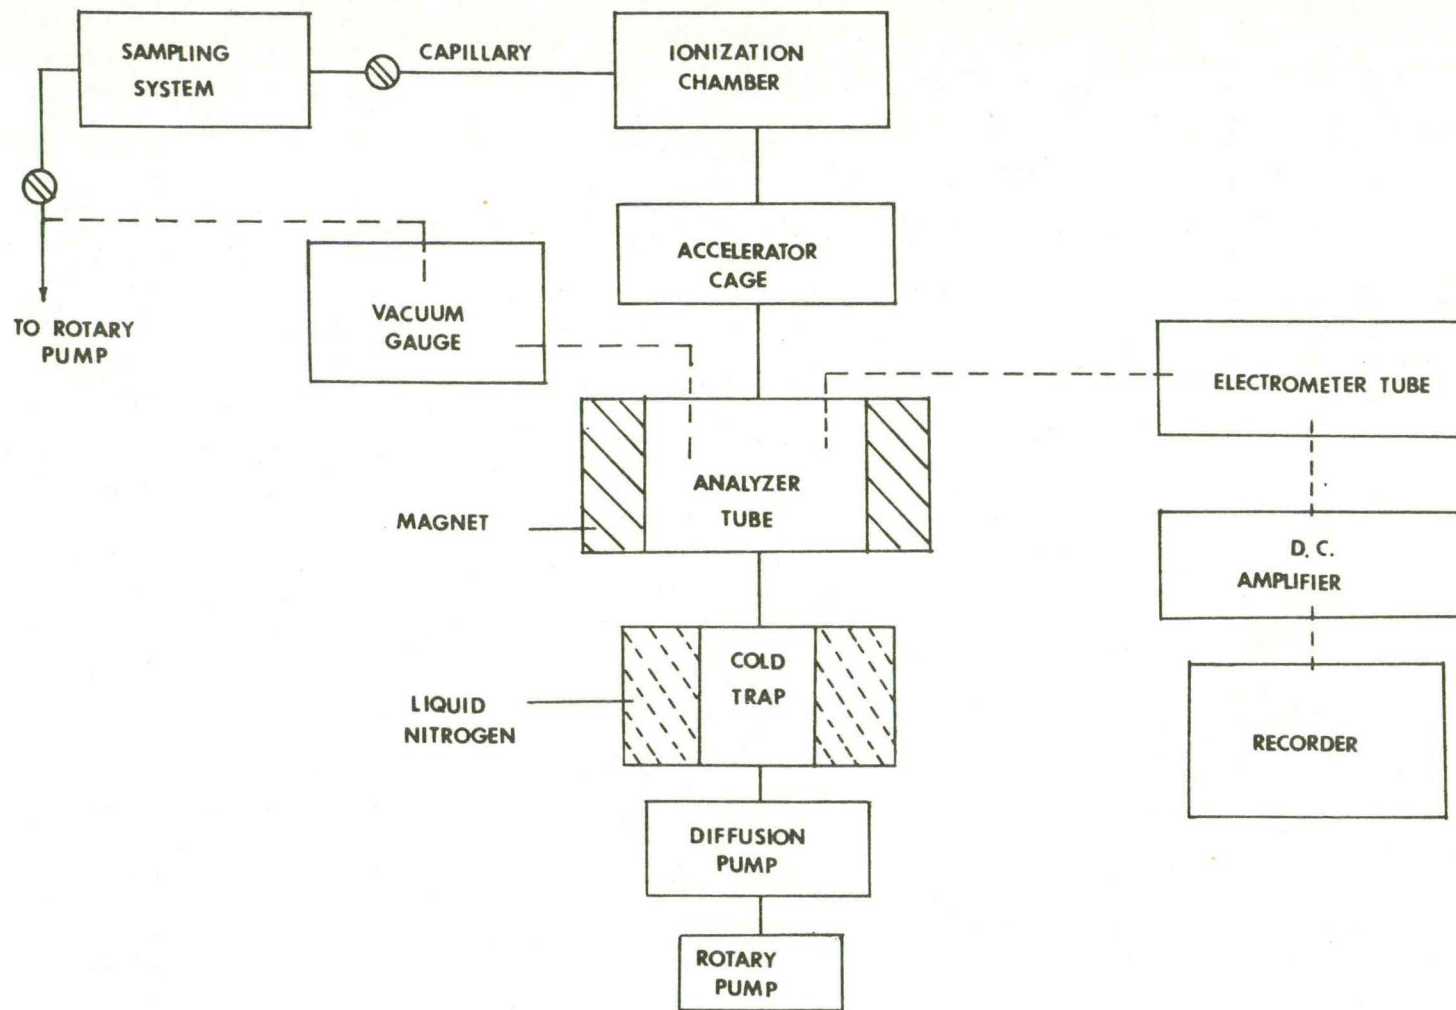 SAMPLING
SYSTEM
CAPILLARY
IONIZATION
CHAMBER
ACCELERATOR
CAGE
VACUUM
GAUGE
TO ROTARY
PUMP
ELECTROMETER TUBE
ANALYZER
TUBE
MAGNET
D. C.
AMPLIFIER
COLD
TRAP
LIQUID
NITROGEN
RECORDER
DIFFUSION
PUMP
ROTARY
PUMP